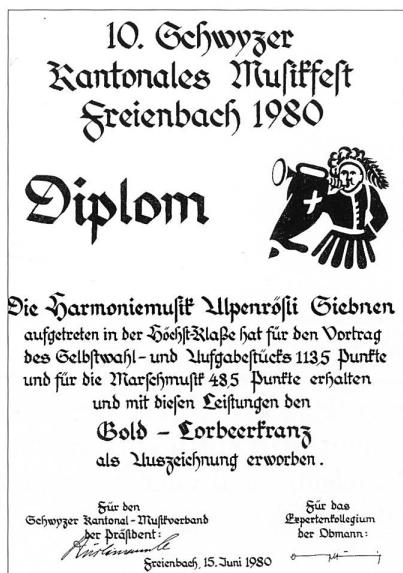 10. Schwyzer
Kantonales Musikfest
Freienbach 1980
Diplom
Die Harmoniemusik Alpenrösli Siebnen
aufgetreten in der Höchst-Klaße hat für den Vortrag
des Selbstwahl- und Aufgabestücks 113,5 Punkte
und für die Marschmusik 48,5 Punkte erhalten
und mit diesen Leistungen den
Gold - Lorbeerkranz
als Auszeichnung erworben.
Für den
Schwyzer Kantonal-Musikverband
der Präsident:
Für das
Expertenkollegium
der Obmann:
Freienbach, 15. Juni 1980